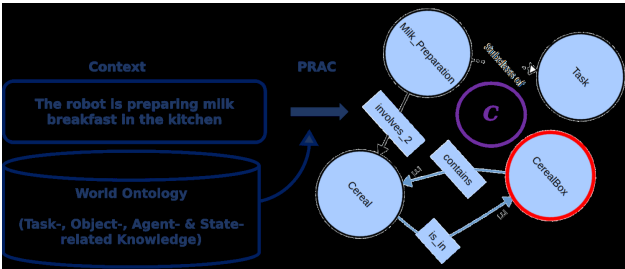 Context
PRAC
The robot is preparing milk
breakfast in the kitchen
World Ontology
(Task-, Object-, Agent- & State-
related Knowledge)
Milk_Preparation
Task
C
involves_2
contains
CerealBox
Cereal
is_in